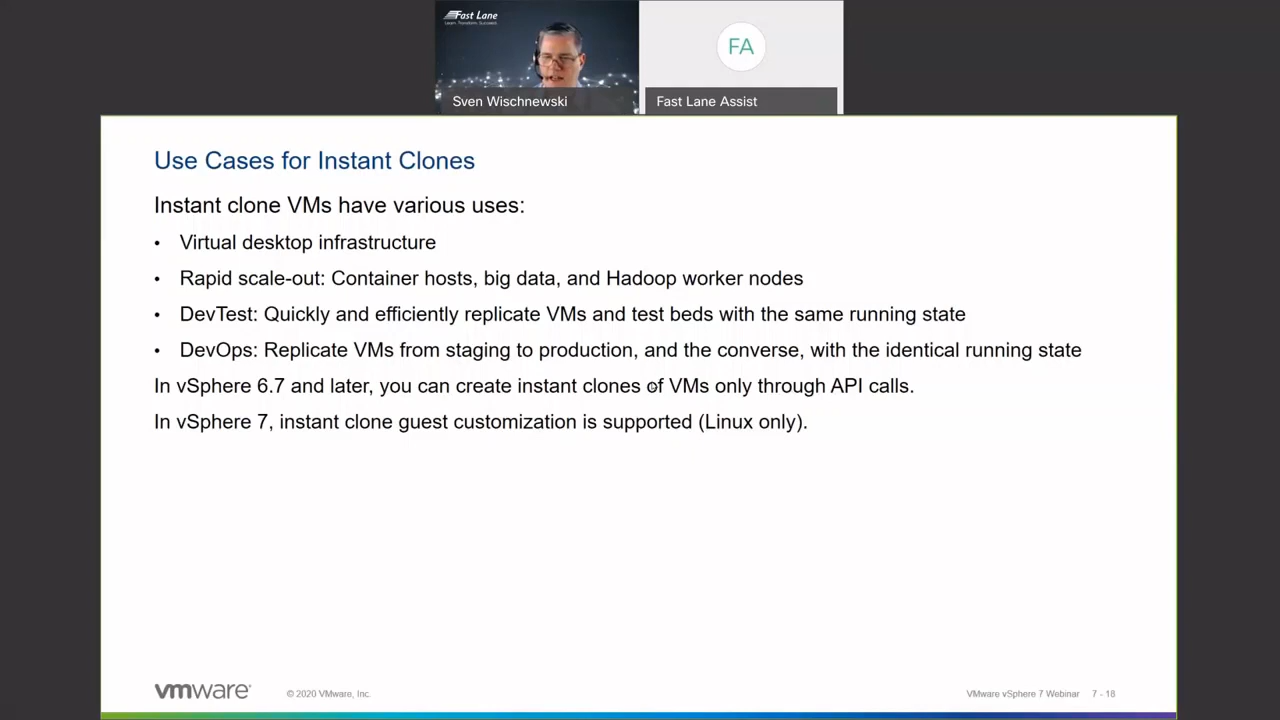 Fast Lane
Learn. Transform. Succeed.
FA
Sven Wischnewski
Fast Lane Assist
Use Cases for Instant Clones
Instant clone VMs have various uses:
• Virtual desktop infrastructure
• Rapid scale-out: Container hosts, big data, and Hadoop worker nodes
• DevTest: Quickly and efficiently replicate VMs and test beds with the same running state
• DevOps: Replicate VMs from staging to production, and the converse, with the identical running state
In vSphere 6.7 and later, you can create instant clones of VMs only through API calls.
In vSphere 7, instant clone guest customization is supported (Linux only).
vmware®
© 2020 VMware, Inc.
VMware vSphere 7 Webinar 7 - 18